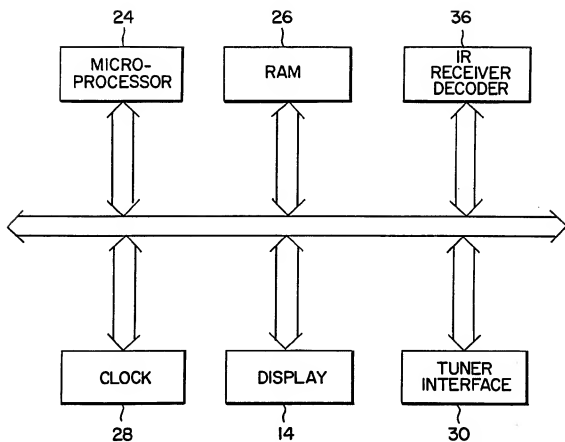 24
26
36
MICRO-
PROCESSOR
RAM
IR
RECEIVER
DECODER
CLOCK
DISPLAY
TUNER
INTERFACE
28
14
30